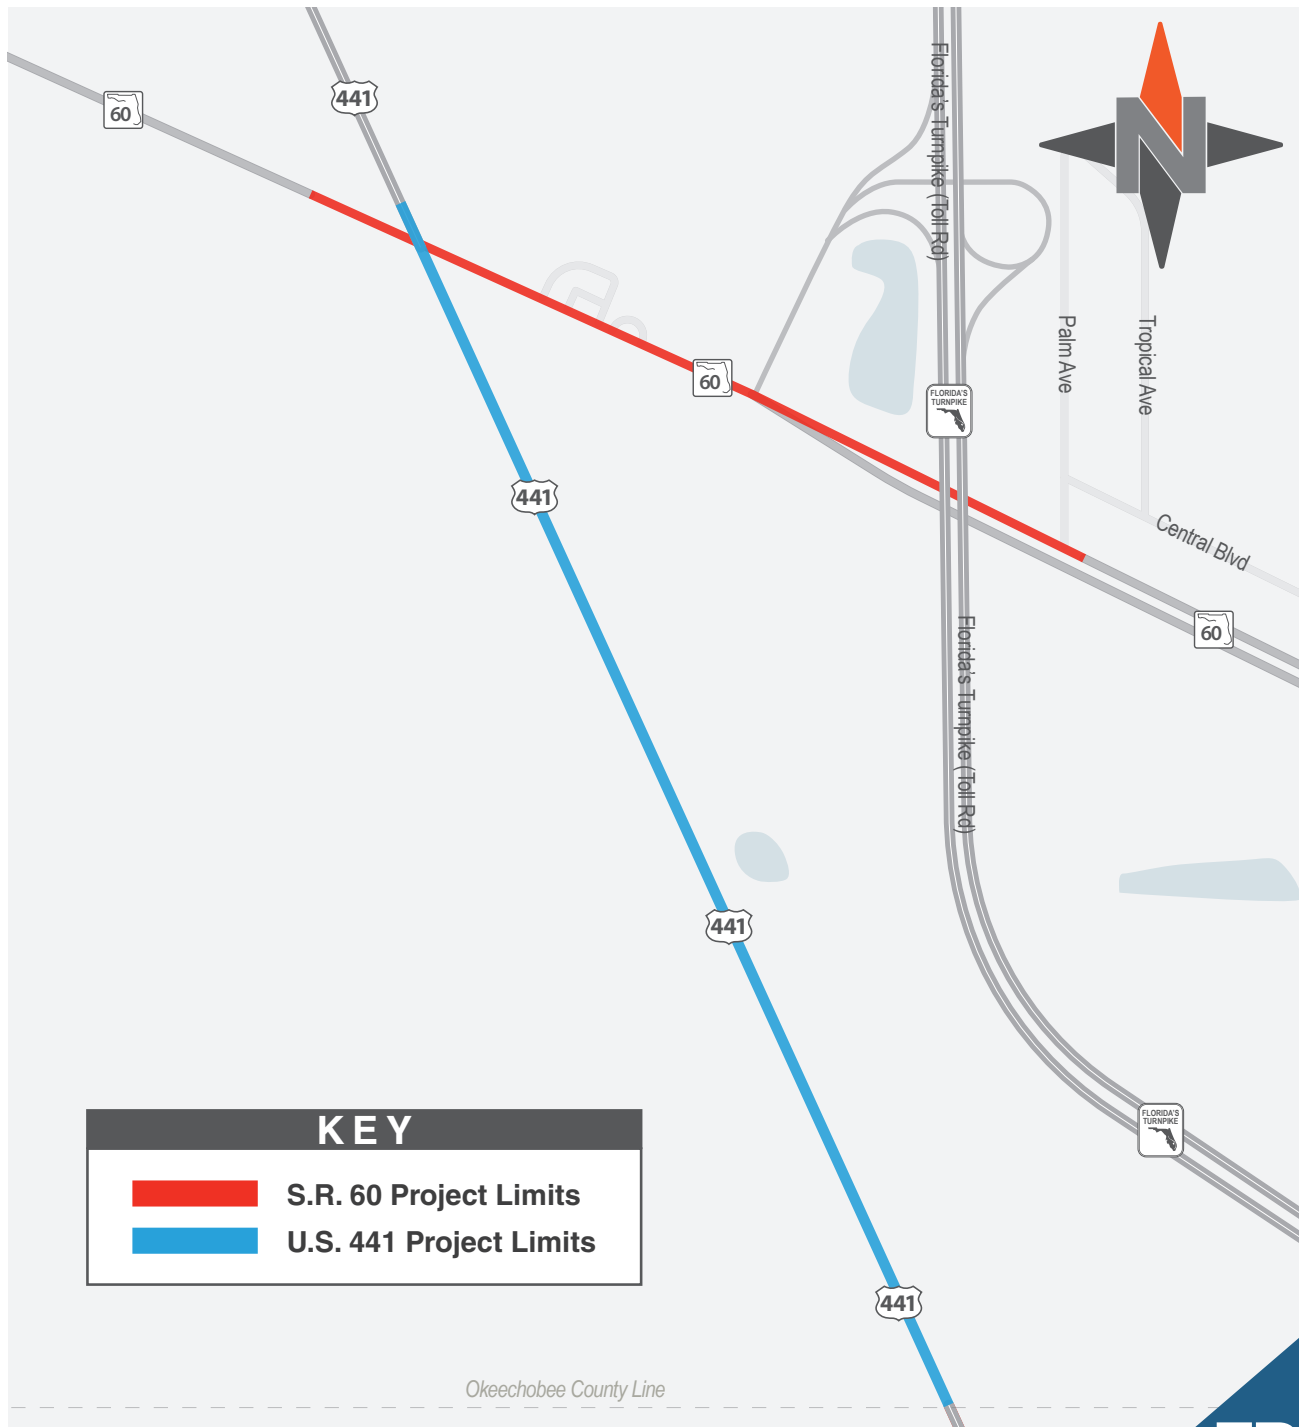 441
60
Florida's Turnpike (Toll Rd)
N
60
FLORIDA'S
TURNPIKE
Palm Ave
Tropical Ave
441
Central Blvd
60
Florida's Turnpike (Toll Rd)
441
FLORIDA'S
TURNPIKE
KEY
S.R. 60 Project Limits
U.S. 441 Project Limits
441
Okeechobee County Line